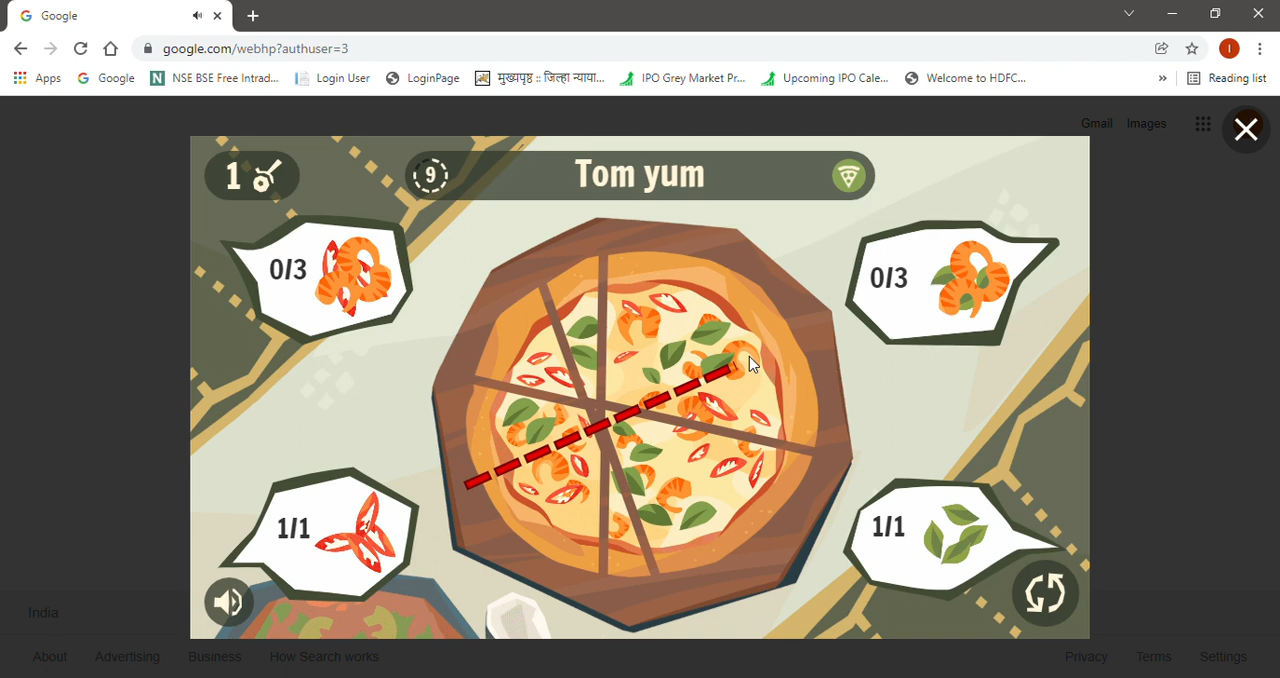 Google
google.com/webhp?authuser=3
I
Apps Google N NSE BSE Free Intrad... Login User LoginPage मुख्यपृष्ठ :: जिल्हा न्याया... IPO Grey Market Pr... Upcoming IPO Cale... Welcome to HDFC... » Reading list
Gmail Images
1 9 Tom yum
0/3 0/3
1/1 1/1
India
About Advertising Business How Search works Privacy Terms Settings